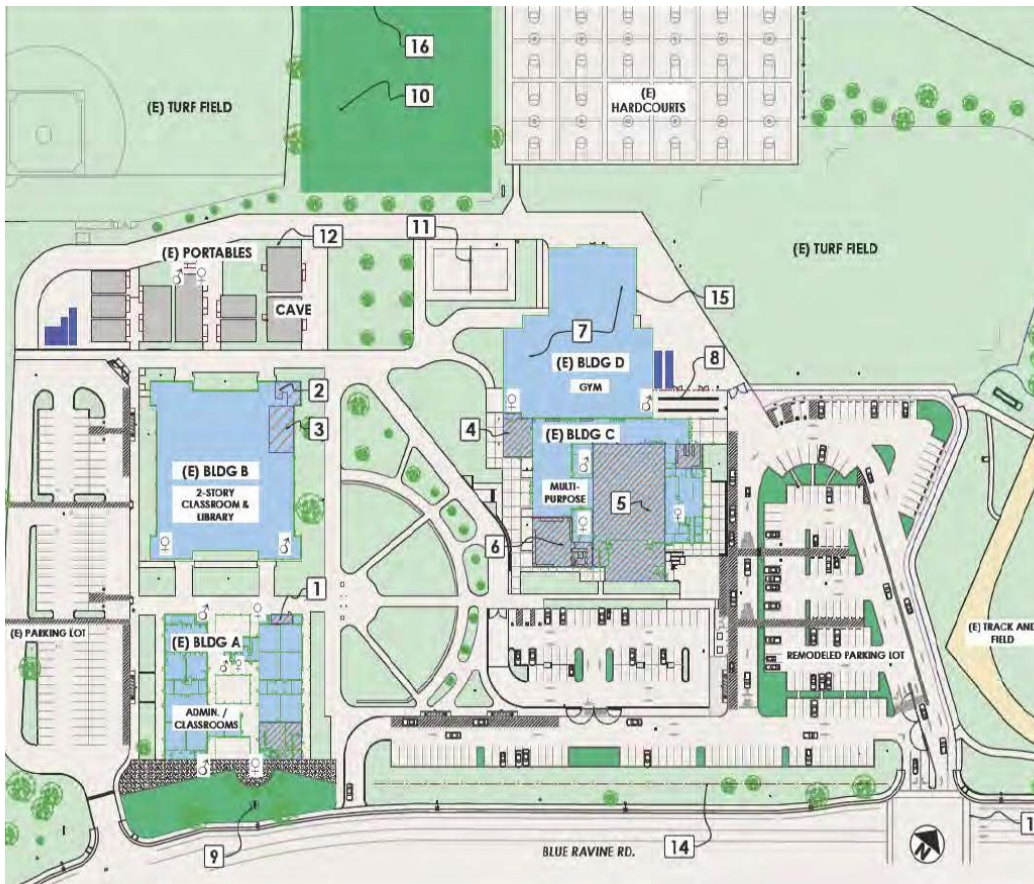 16
10
(E) TURF FIELD
(E)
HARDCOURTS
11
12
(E) PORTABLES
CAVE
(E) TURF FIELD
15
7
(E) BLDG D
GYM
8
2
3
4
(E) BLDG C
(E) BLDG B
2-STORY
CLASSROOM &
LIBRARY
MULTI-
PURPOSE
5
6
1
(E) PARKING LOT
(E) BLDG A
(E) TRACK AND
FIELD
REMODELED PARKING LOT
ADMIN. /
CLASSROOMS
9
14
BLUE RAVINE RD.
N
1